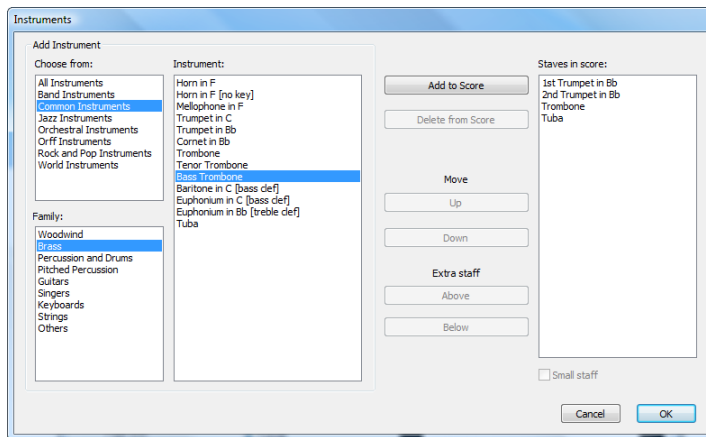 Instruments
Add Instrument
Choose from:
All Instruments
Band Instruments
Common Instruments
Jazz Instruments
Orchestral Instruments
Orff Instruments
Rock and Pop Instruments
World Instruments
Family:
Woodwind
Brass
Percussion and Drums
Pitched Percussion
Guitars
Singers
Keyboards
Strings
Others
Instrument:
Horn in F
Horn in F [no key]
Mellophone in F
Trumpet in C
Trumpet in Bb
Cornet in Bb
Trombone
Tenor Trombone
Bass Trombone
Baritone in C [bass clef]
Euphonium in C [bass clef]
Euphonium in Bb [treble clef]
Tuba
Add to Score
Delete from Score
Move
Up
Down
Extra staff
Above
Below
Staves in score:
1st Trumpet in Bb
2nd Trumpet in Bb
Trombone
Tuba
Small staff
Cancel
OK